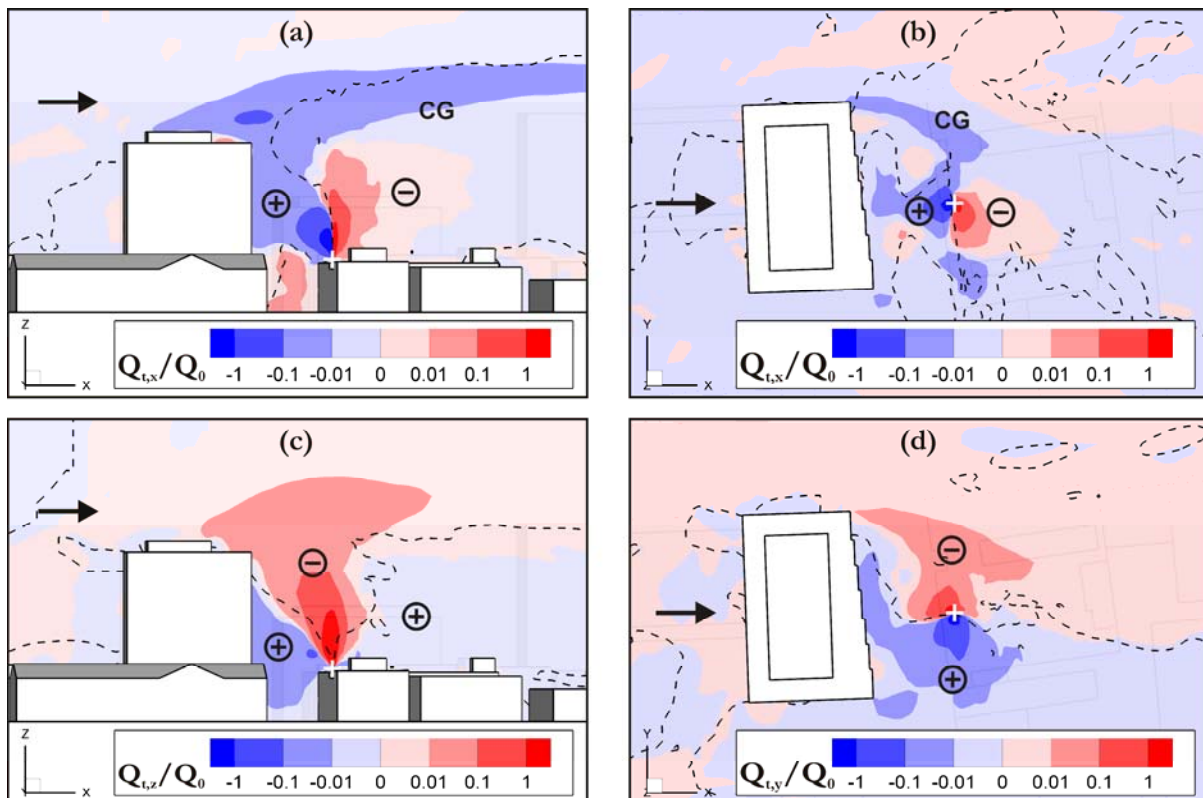 (a)
CG
⊕
⊖
Z
Y X
Q_{t,x}/Q_0
-1 -0.1 -0.01 0 0.01 0.1 1
(b)
CG
⊕ ⊖
Y
Z X
Q_{t,x}/Q_0
-1 -0.1 -0.01 0 0.01 0.1 1
(c)
⊖
⊕
⊕
Z
Y X
Q_{t,z}/Q_0
-1 -0.1 -0.01 0 0.01 0.1 1
(d)
⊖
⊕
Y
Z X
Q_{t,y}/Q_0
-1 -0.1 -0.01 0 0.01 0.1 1